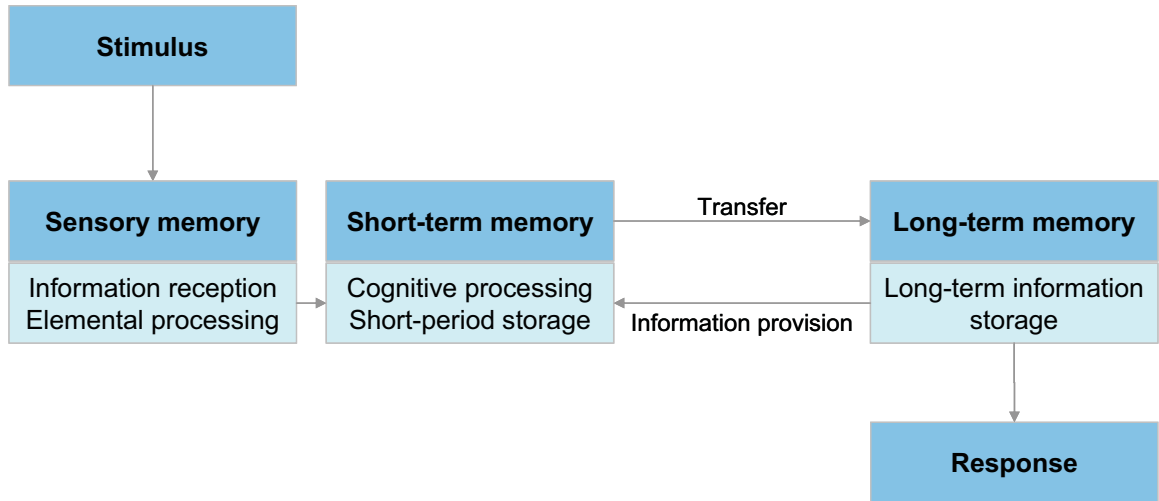 Stimulus
Sensory memory
Information reception
Elemental processing
Short-term memory
Cognitive processing
Short-period storage
Transfer
Information provision
Long-term memory
Long-term information
storage
Response